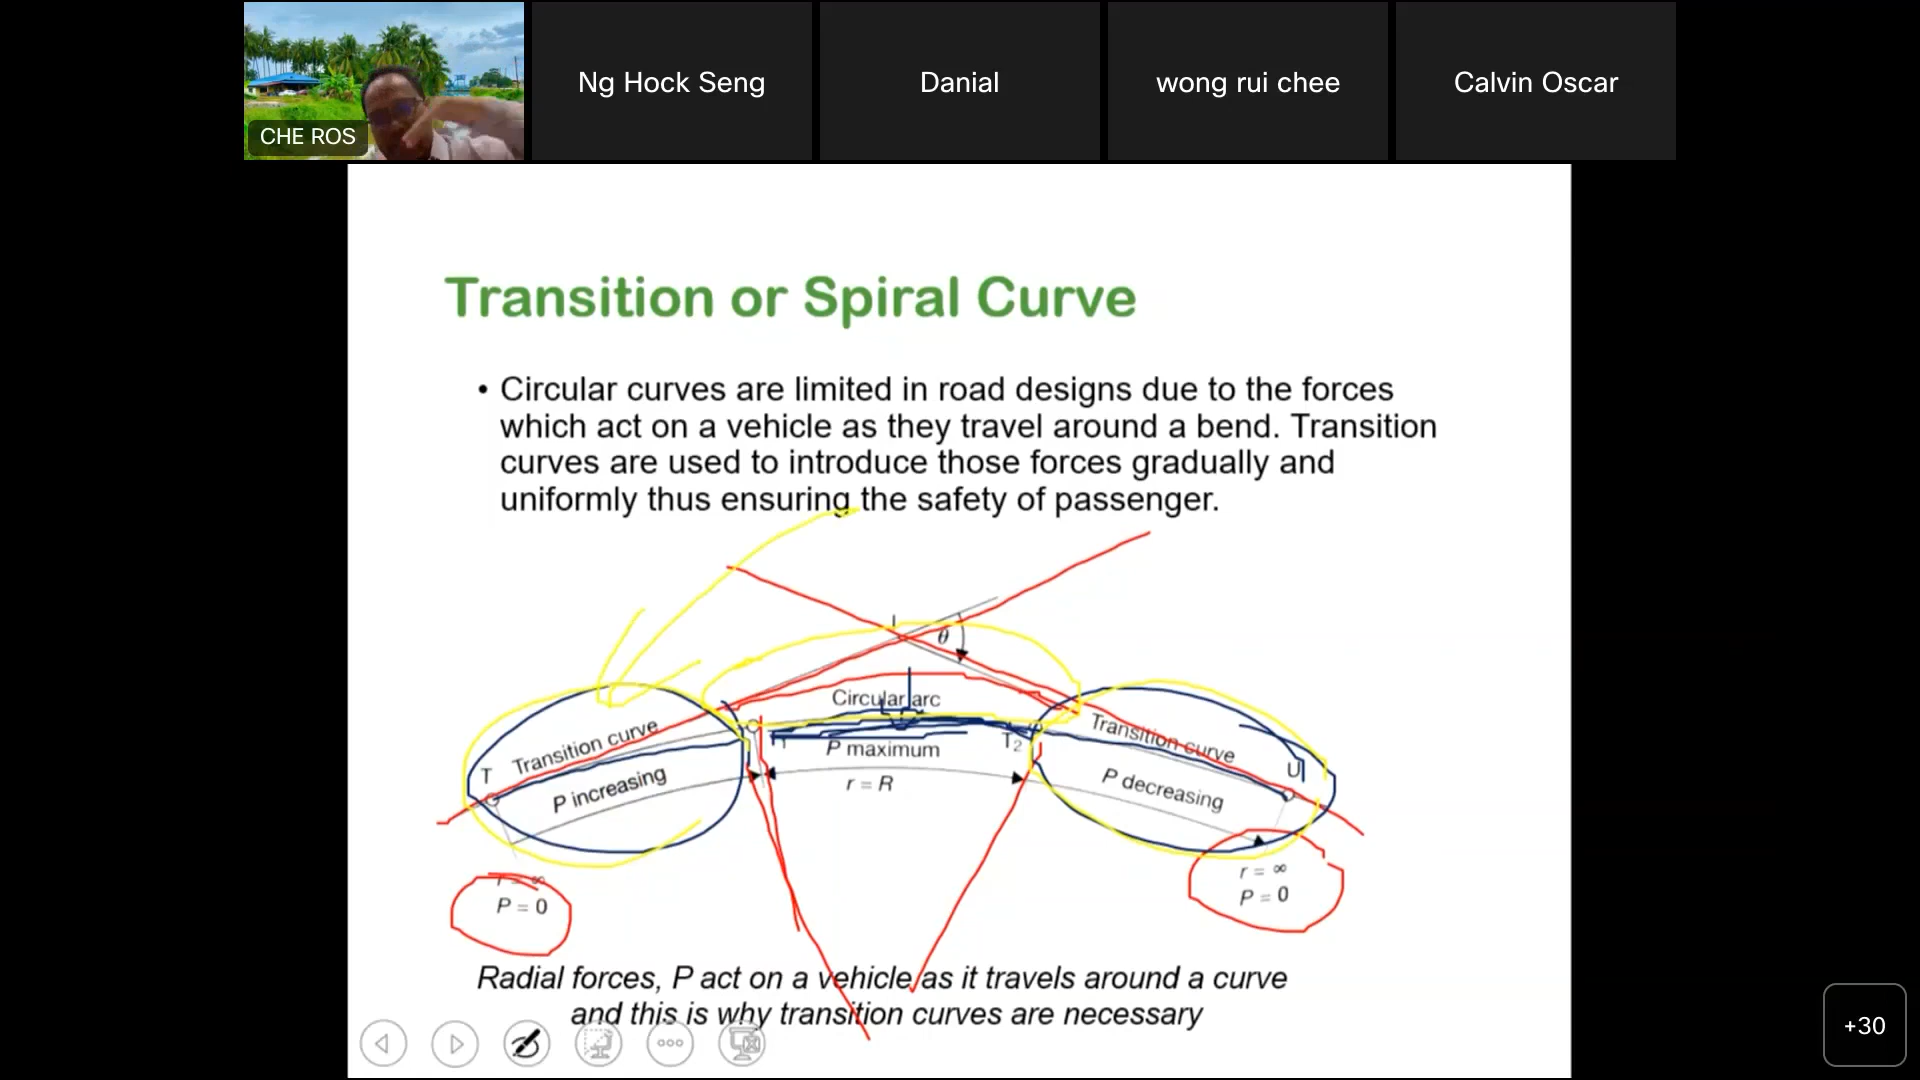 CHE ROS
Ng Hock Seng
Danial
wong rui chee
Calvin Oscar
Transition or Spiral Curve
• Circular curves are limited in road designs due to the forces
which act on a vehicle as they travel around a bend. Transition
curves are used to introduce those forces gradually and
uniformly thus ensuring the safety of passenger.
I
θ
Circular arc
Transition curve
Transition curve
T
T1
T2
U
P increasing
P maximum
P decreasing
r = R
r = ∞
P = 0
r = ∞
P = 0
Radial forces, P act on a vehicle as it travels around a curve
and this is why transition curves are necessary
+30